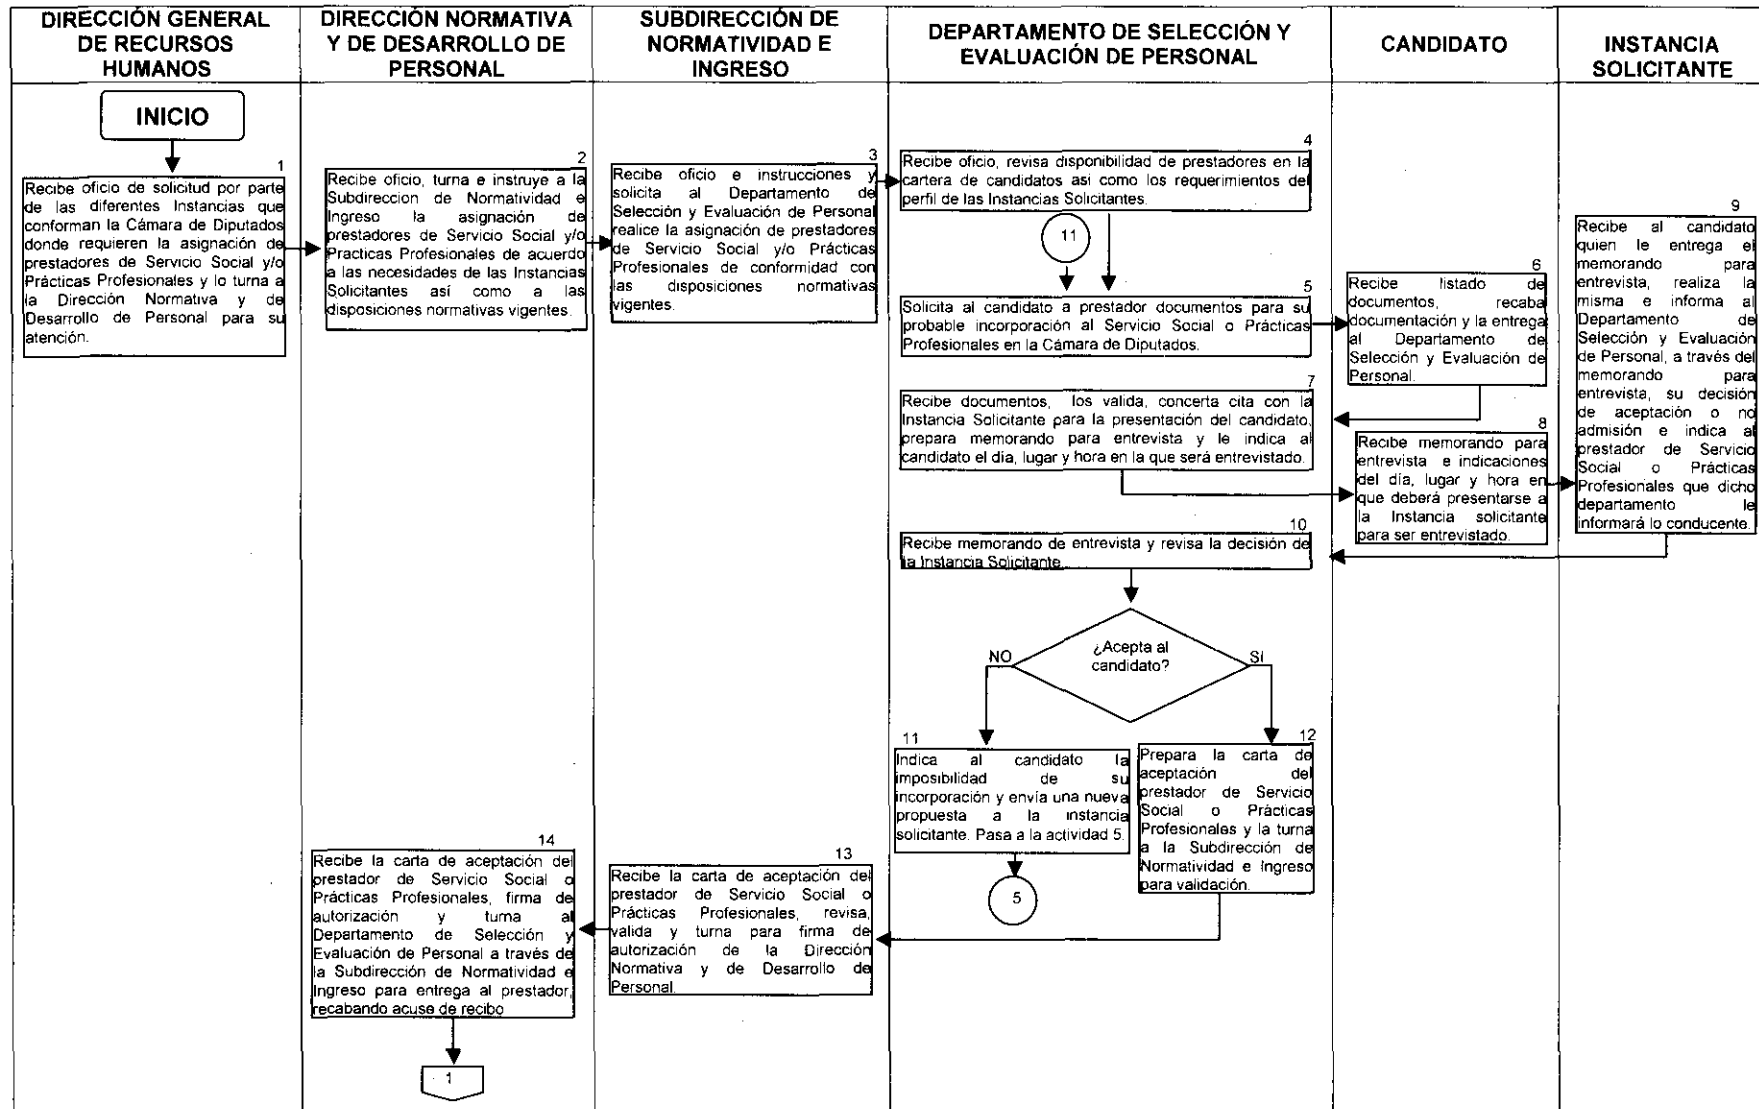 DIRECCIÓN GENERAL
DE RECURSOS
HUMANOS
DIRECCIÓN NORMATIVA
Y DE DESARROLLO DE
PERSONAL
SUBDIRECCIÓN DE
NORMATIVIDAD E
INGRESO
DEPARTAMENTO DE SELECCIÓN Y
EVALUACIÓN DE PERSONAL
CANDIDATO
INSTANCIA
SOLICITANTE
INICIO
1
Recibe oficio de solicitud por parte
de las diferentes Instancias que
conforman la Cámara de Diputados
donde requieren la asignación de
prestadores de Servicio Social y/o
Prácticas Profesionales y lo turna a
la Dirección Normativa y de
Desarrollo de Personal para su
atención.
2
Recibe oficio, turna e instruye a la
Subdireccion de Normatividad e
Ingreso la asignación de
prestadores de Servicio Social y/o
Practicas Profesionales de acuerdo
a las necesidades de las Instancias
Solicitantes así como a las
disposiciones normativas vigentes.
3
Recibe oficio e instrucciones y
solicita al Departamento de
Selección y Evaluación de Personal
realice la asignación de prestadores
de Servicio Social y/o Prácticas
Profesionales de conformidad con
las disposiciones normativas
vigentes.
4
Recibe oficio, revisa disponibilidad de prestadores en la
cartera de candidatos asi como los requerimientos del
perfil de las Instancias Solicitantes.
11
5
Solicita al candidato a prestador documentos para su
probable incorporación al Servicio Social o Prácticas
Profesionales en la Cámara de Diputados.
6
Recibe listado de
documentos, recaba
documentación y la entrega
al Departamento de
Selección y Evaluación de
Personal.
7
Recibe documentos, los valida, concerta cita con la
Instancia Solicitante para la presentación del candidato,
prepara memorando para entrevista y le indica al
candidato el dia, lugar y hora en la que será entrevistado.
8
Recibe memorando para
entrevista e indicaciones
del día, lugar y hora en
que deberá presentarse a
la Instancia solicitante
para ser entrevistado.
9
Recibe al candidato
quien le entrega el
memorando para
entrevista, realiza la
misma e informa al
Departamento de
Selección y Evaluación
de Personal, a través del
memorando para
entrevista, su decisión
de aceptación o no
admisión e indica al
prestador de Servicio
Social o Prácticas
Profesionales que dicho
departamento le
informará lo conducente.
10
Recibe memorando de entrevista y revisa la decisión de
la Instancia Solicitante.
¿Acepta al
candidato?
NO
SÍ
11
Indica al candidato la
imposibilidad de su
incorporación y envía una nueva
propuesta a la instancia
solicitante. Pasa a la actividad 5.
5
12
Prepara la carta de
aceptación del
prestador de Servicio
Social o Prácticas
Profesionales y la turna
a la Subdirección de
Normatividad e Ingreso
para validación.
13
Recibe la carta de aceptación del
prestador de Servicio Social o
Prácticas Profesionales, revisa,
valida y turna para firma de
autorización de la Dirección
Normativa y de Desarrollo de
Personal.
14
Recibe la carta de aceptación del
prestador de Servicio Social o
Prácticas Profesionales, firma de
autorización y turna al
Departamento de Selección y
Evaluación de Personal a través de
la Subdirección de Normatividad e
Ingreso para entrega al prestador,
recabando acuse de recibo
1